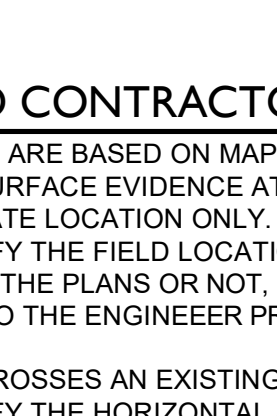 O CONTRACTO
ARE BASED ON MAP
URFACE EVIDENCE AT
ATE LOCATION ONLY.
FY THE FIELD LOCATI
THE PLANS OR NOT,
O THE ENGINEEER PR
ROSSES AN EXISTING
FY THE HORIZONTAL